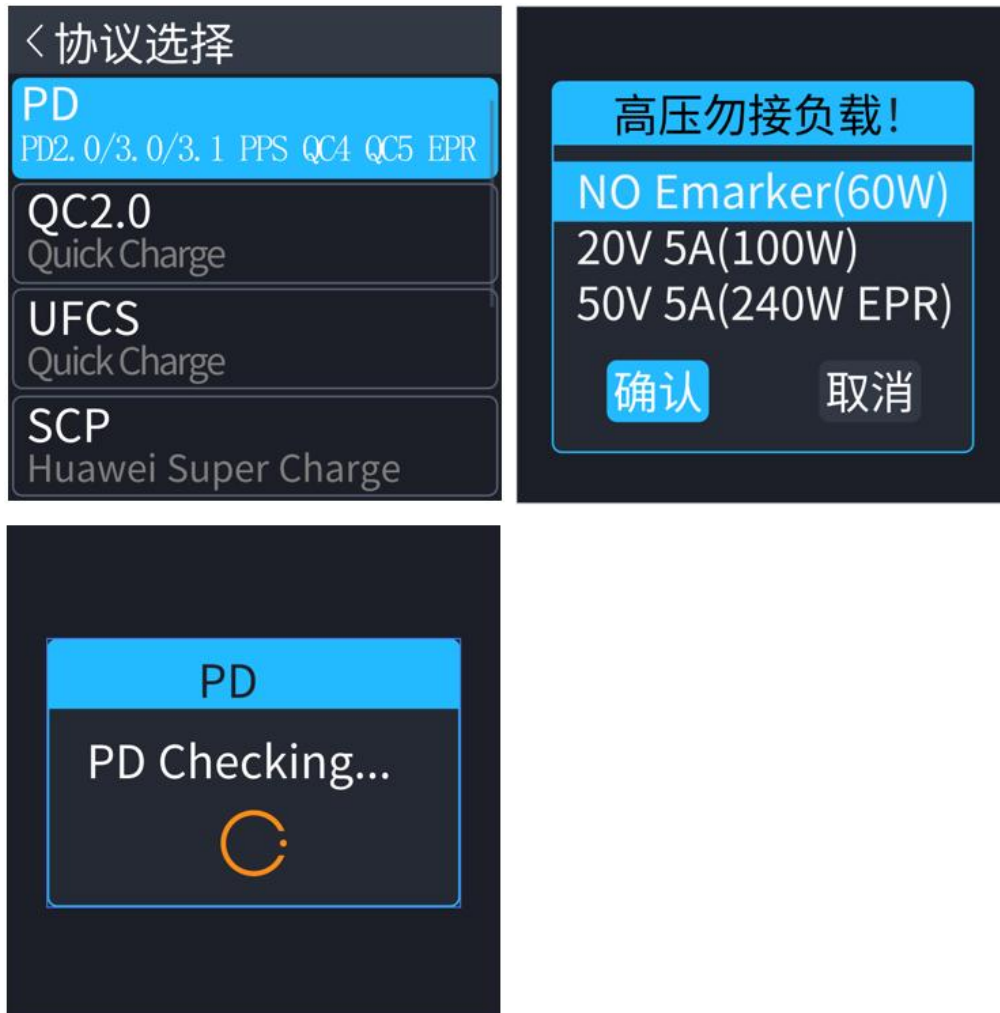 <协议选择
PD
PD2.0/3.0/3.1 PPS QC4 QC5 EPR
QC2.0
Quick Charge
UFCS
Quick Charge
SCP
Huawei Super Charge
高压勿接负载!
NO Emarker(60W)
20V 5A(100W)
50V 5A(240W EPR)
确认 取消
PD
PD Checking...